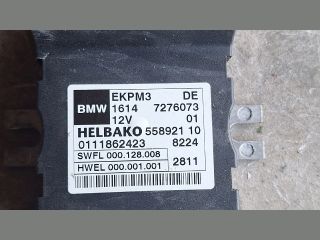 BMW EKPM3 DE
1614 7276073
12V 01
HELBAKO 558921 10
0111862423 8224
SWFL 000.128.008
HWEL 000.001.001 2811